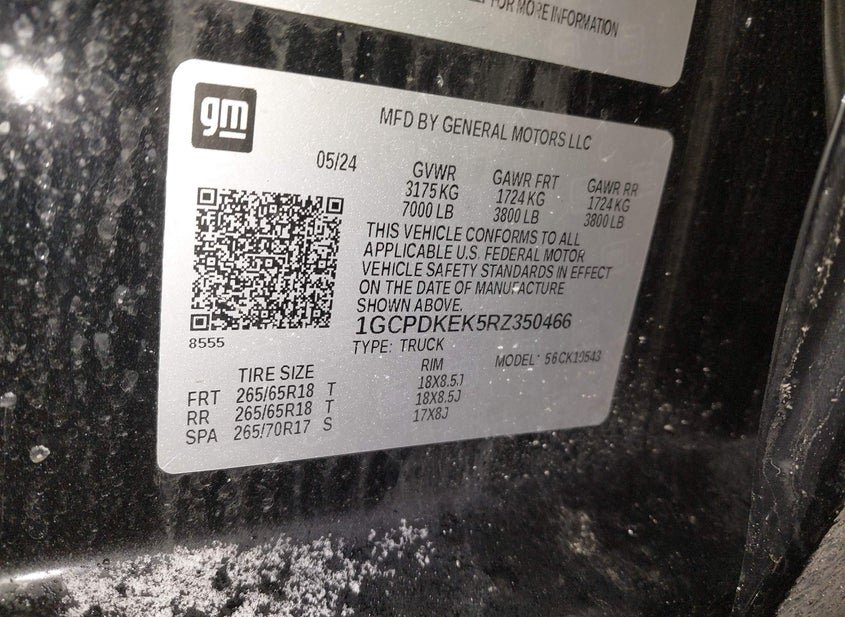 FOR MORE INFORMATION
gm
MFD BY GENERAL MOTORS LLC
05/24
GVWR GAWR FRT GAWR RR
3175 KG 1724 KG 1724 KG
7000 LB 3800 LB 3800 LB
THIS VEHICLE CONFORMS TO ALL
APPLICABLE U.S. FEDERAL MOTOR
VEHICLE SAFETY STANDARDS IN EFFECT
ON THE DATE OF MANUFACTURE
SHOWN ABOVE.
1GCPDKEK5RZ350466
8555
TYPE: TRUCK MODEL: 56CK10543
TIRE SIZE RIM
FRT 265/65R18 T 18X8.5J
RR 265/65R18 T 18X8.5J
SPA 265/70R17 S 17X8J